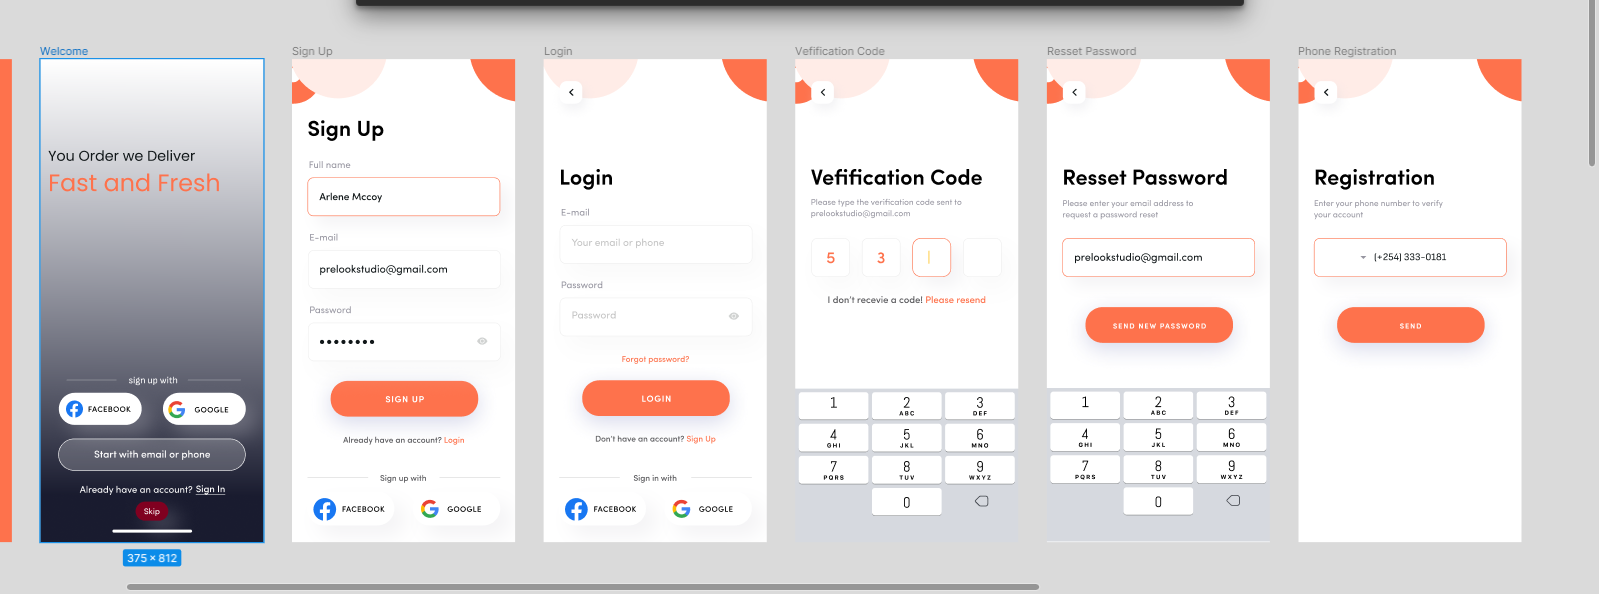 Welcome
You Order we Deliver
Fast and Fresh
sign up with
FACEBOOK
GOOGLE
Start with email or phone
Already have an account? Sign In
Skip
375 × 812
Sign Up
Sign Up
Full name
Arlene Mccoy
E-mail
prelookstudio@gmail.com
Password
SIGN UP
Already have an account? Login
Sign up with
FACEBOOK
GOOGLE
Login
Login
E-mail
Your email or phone
Password
Password
Forgot password?
LOGIN
Don't have an account? Sign Up
Sign in with
FACEBOOK
GOOGLE
Vefification Code
Vefification Code
Please type the verification code sent to
prelookstudio@gmail.com
5 3
I don't recevie a code! Please resend
1 2 3
ABC DEF
4 5 6
GHI JKL MNO
7 8 9
PQRS TUV WXYZ
0
Resset Password
Resset Password
Please enter your email address to
request a password reset
prelookstudio@gmail.com
SEND NEW PASSWORD
1 2 3
ABC DEF
4 5 6
GHI JKL MNO
7 8 9
PQRS TUV WXYZ
0
Phone Registration
Registration
Enter your phone number to verify
your account
(+254) 333-0181
SEND